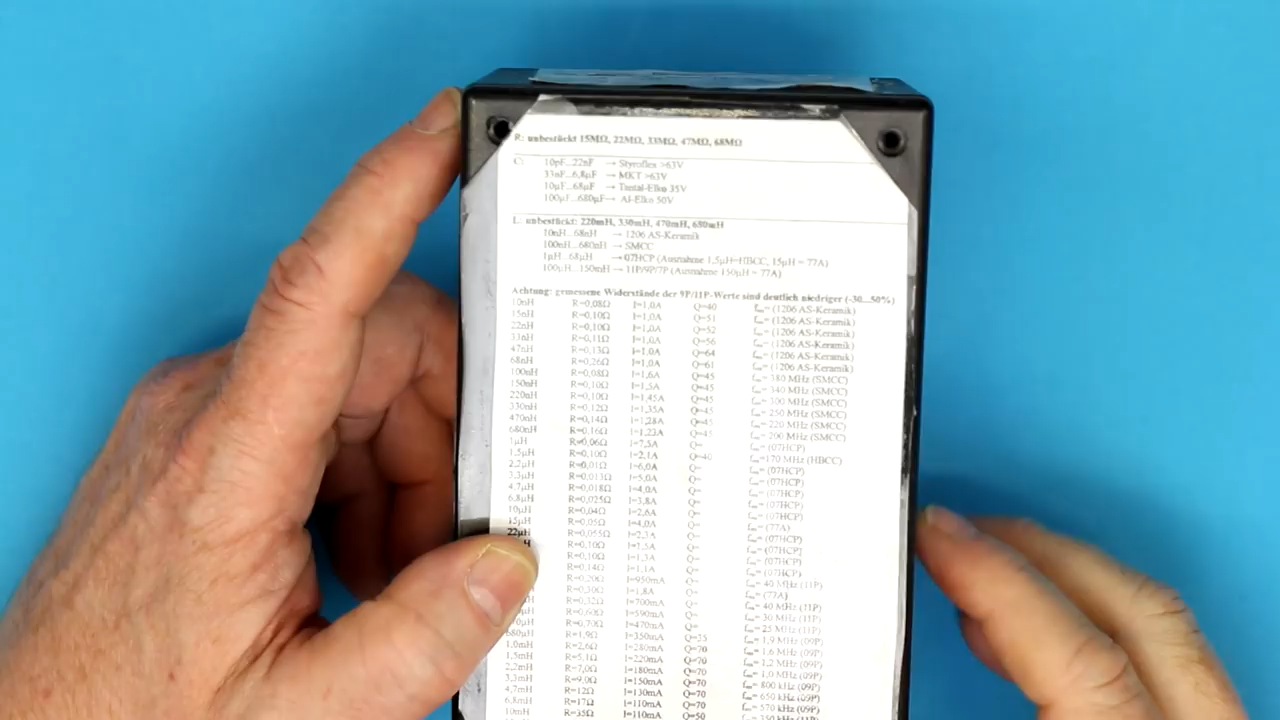 R: unbestückt 15MΩ, 22MΩ, 33MΩ, 47MΩ, 68MΩ
C: 10pF...22nF → Styroflex >63V
33nF...6,8µF → MKT >63V
10µF...68µF → Tantal-Elko 35V
100µF...680µF → Al-Elko 50V
L: unbestückt: 220mH, 330mH, 470mH, 680mH
10nH...68nH → 1206 AS-Keramik
100nH...680nH → SMCC
1µH...68µH → 07HCP (Ausnahme 1,5µH=HBCC, 15µH = 77A)
100µH...150mH → 11P/9P/7P (Ausnahme 150µH = 77A)
Achtung: gemessene Widerstände der 9P/11P-Werte sind deutlich niedriger (-30...50%)
10nH R=0,08Ω I=1,0A Q=40 = (1206 AS-Keramik)
15nH R=0,10Ω I=1,0A Q=51 = (1206 AS-Keramik)
22nH R=0,10Ω I=1,0A Q=52 = (1206 AS-Keramik)
33nH R=0,11Ω I=1,0A Q=56 = (1206 AS-Keramik)
47nH R=0,13Ω I=1,0A Q=64 = (1206 AS-Keramik)
68nH R=0,26Ω I=1,0A Q=61 = (1206 AS-Keramik)
100nH R=0,08Ω I=1,6A Q=45 = 380 MHz (SMCC)
150nH R=0,10Ω I=1,5A Q=45 = 340 MHz (SMCC)
220nH R=0,10Ω I=1,45A Q=45 = 300 MHz (SMCC)
330nH R=0,12Ω I=1,35A Q=45 = 250 MHz (SMCC)
470nH R=0,14Ω I=1,28A Q=45 = 220 MHz (SMCC)
680nH R=0,16Ω I=1,23A Q=45 = 200 MHz (SMCC)
1µH R=0,06Ω I=7,5A Q= = (07HCP)
1,5µH R=0,10Ω I=2,1A Q=40 =170 MHz (HBCC)
2,2µH R=0,01Ω I=6,0A Q= = (07HCP)
3,3µH R=0,013Ω I=5,0A Q= = (07HCP)
4,7µH R=0,018Ω I=4,0A Q= = (07HCP)
6,8µH R=0,025Ω I=3,8A Q= = (07HCP)
10µH R=0,04Ω I=2,6A Q= = (07HCP)
15µH R=0,05Ω I=4,0A Q= = (77A)
22µH R=0,055Ω I=2,3A Q= = (07HCP)
H R=0,10Ω I=1,5A Q= = (07HCP)
R=0,10Ω I=1,3A Q= = (07HCP)
R=0,14Ω I=1,1A Q= = (07HCP)
R=0,20Ω I=950mA Q= = 40 MHz (11P)
R=0,30Ω I=1,8A Q= = (77A)
H R=0,52Ω I=700mA Q= = 40 MHz (11P)
µH R=0,60Ω I=590mA Q= = 30 MHz (11P)
0µH R=0,70Ω I=470mA Q= = 25 MHz (11P)
680µH R=1,9Ω I=350mA Q=35 = 1,9 MHz (09P)
1,0mH R=2,6Ω I=280mA Q=70 = 1,6 MHz (09P)
1,5mH R=5,1Ω I=220mA Q=70 = 1,2 MHz (09P)
2,2mH R=7,0Ω I=180mA Q=70 = 1,0 MHz (09P)
3,3mH R=9,0Ω I=150mA Q=70 = 800 kHz (09P)
4,7mH R=12Ω I=130mA Q=70 = 650 kHz (09P)
6,8mH R=17Ω I=110mA Q=70 = 570 kHz (09P)
10mH R=35Ω I=110mA Q=50 = 350 kHz (11P)